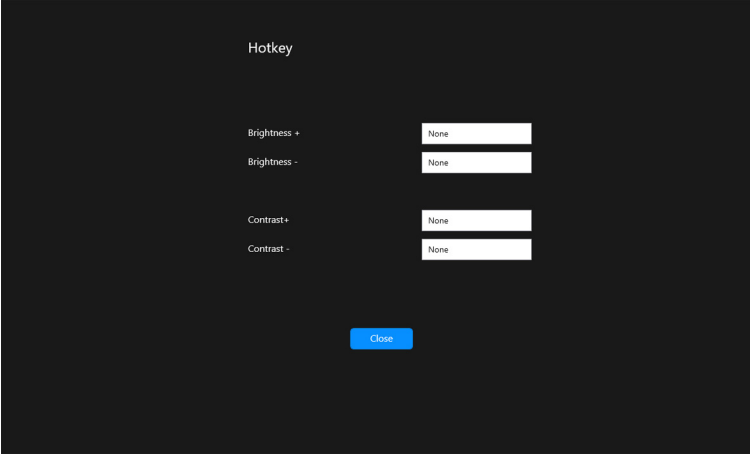 Hotkey
Brightness + None
Brightness - None
Contrast+ None
Contrast - None
Close